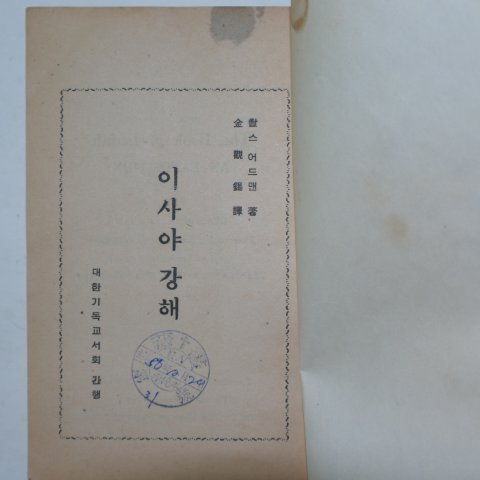 촬스 어드맨 著
金觀錫 譯
이사야 강해
대한기독교서회 간행